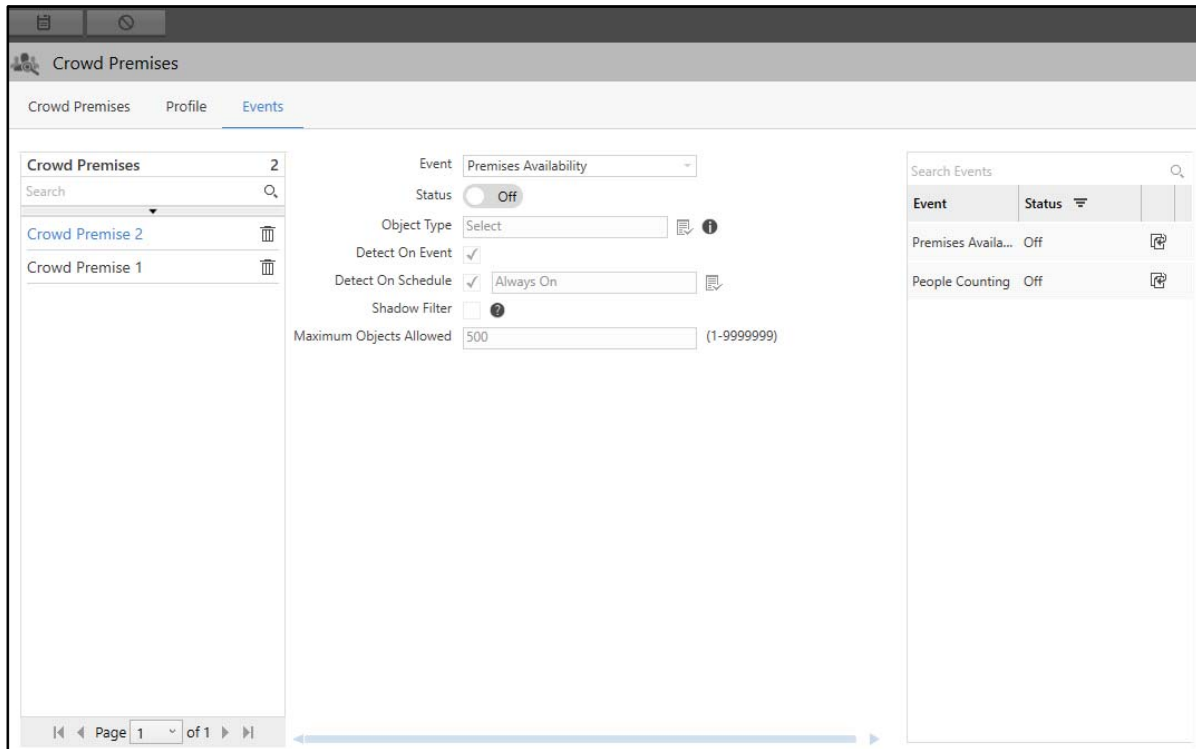 Crowd Premises
Crowd Premises Profile Events
Crowd Premises 2
Search
Crowd Premise 2
Crowd Premise 1
Page 1 of 1
Event Premises Availability
Status Off
Object Type Select
Detect On Event
Detect On Schedule Always On
Shadow Filter
Maximum Objects Allowed 500 (1-9999999)
Search Events
Event Status
Premises Availa... Off
People Counting Off